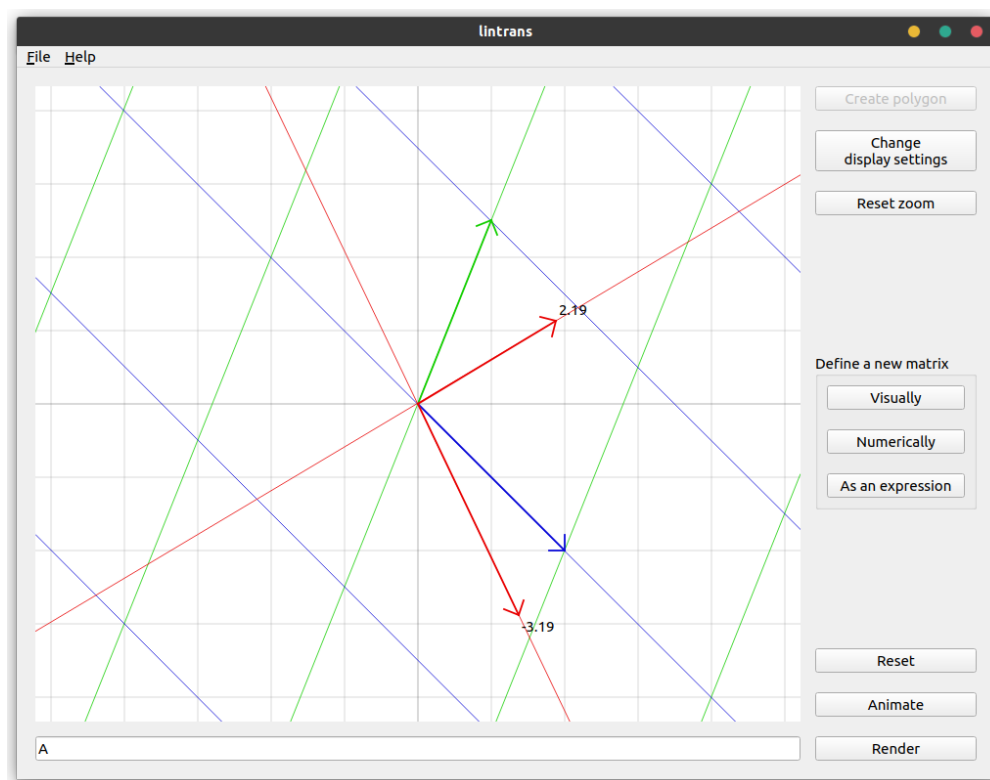 lintrans
File Help
Create polygon
Change
display settings
Reset zoom
2.19
Define a new matrix
Visually
Numerically
As an expression
-3.19
Reset
Animate
A
Render